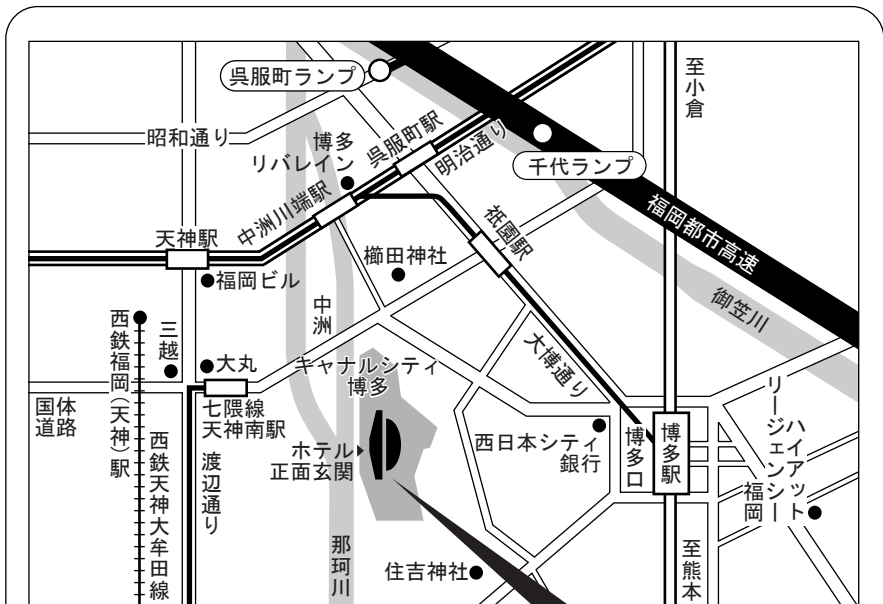 呉服町ランプ
至小倉
昭和通り
博多
リバレイン
呉服町駅
明治通り
千代ランプ
中洲川端駅
祇園駅
福岡都市高速
天神駅
櫛田神社
福岡ビル
御笠川
中洲
西鉄福岡(天神)駅
三越
大丸
キャナルシティ
博多
大博通り
国体
道路
七隈線
天神南駅
ホテル
正面玄関
西日本シティ
銀行
博多口
博多駅
ハイアット
リージェンシー
福岡
西鉄天神大牟田線
渡辺通り
那珂川
住吉神社
至熊本